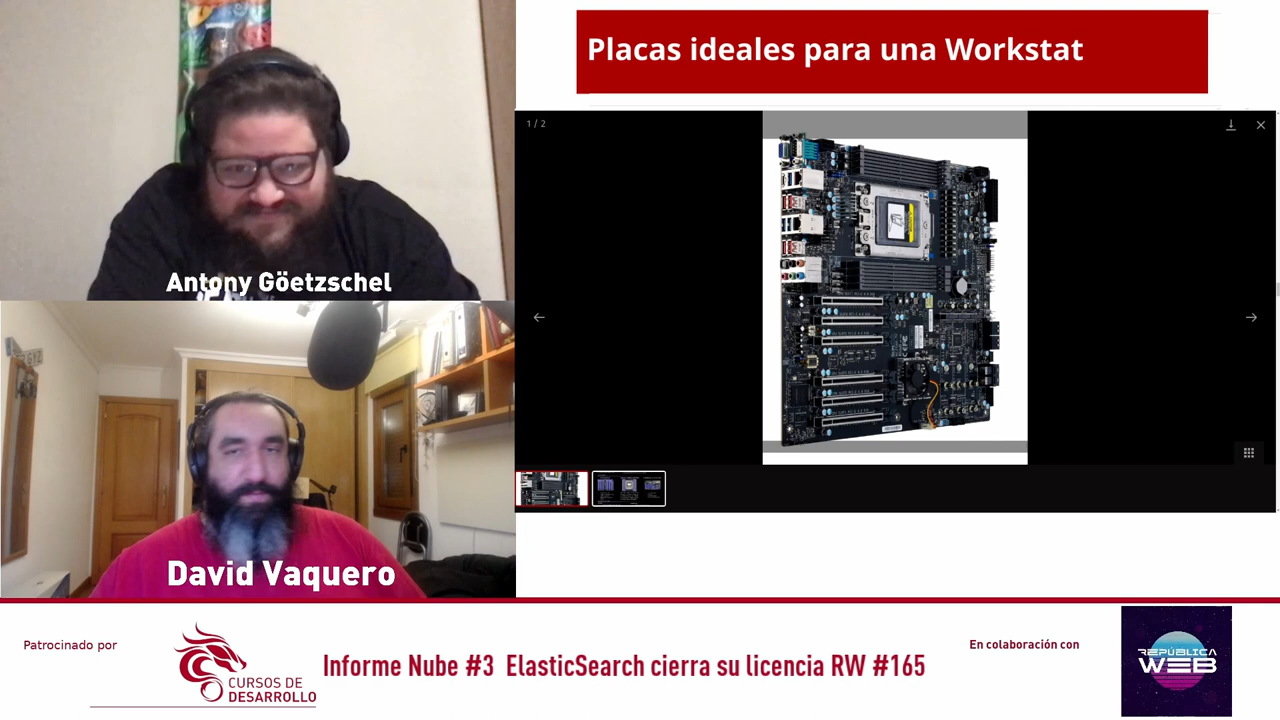 Placas ideales para una Workstat
1 / 2
Antony Göetzschel
David Vaquero
Patrocinado por
CURSOS DE
DESARROLLO
Informe Nube #3 ElasticSearch cierra su licencia RW #165
En colaboración con
REPÚBLICA
WEB